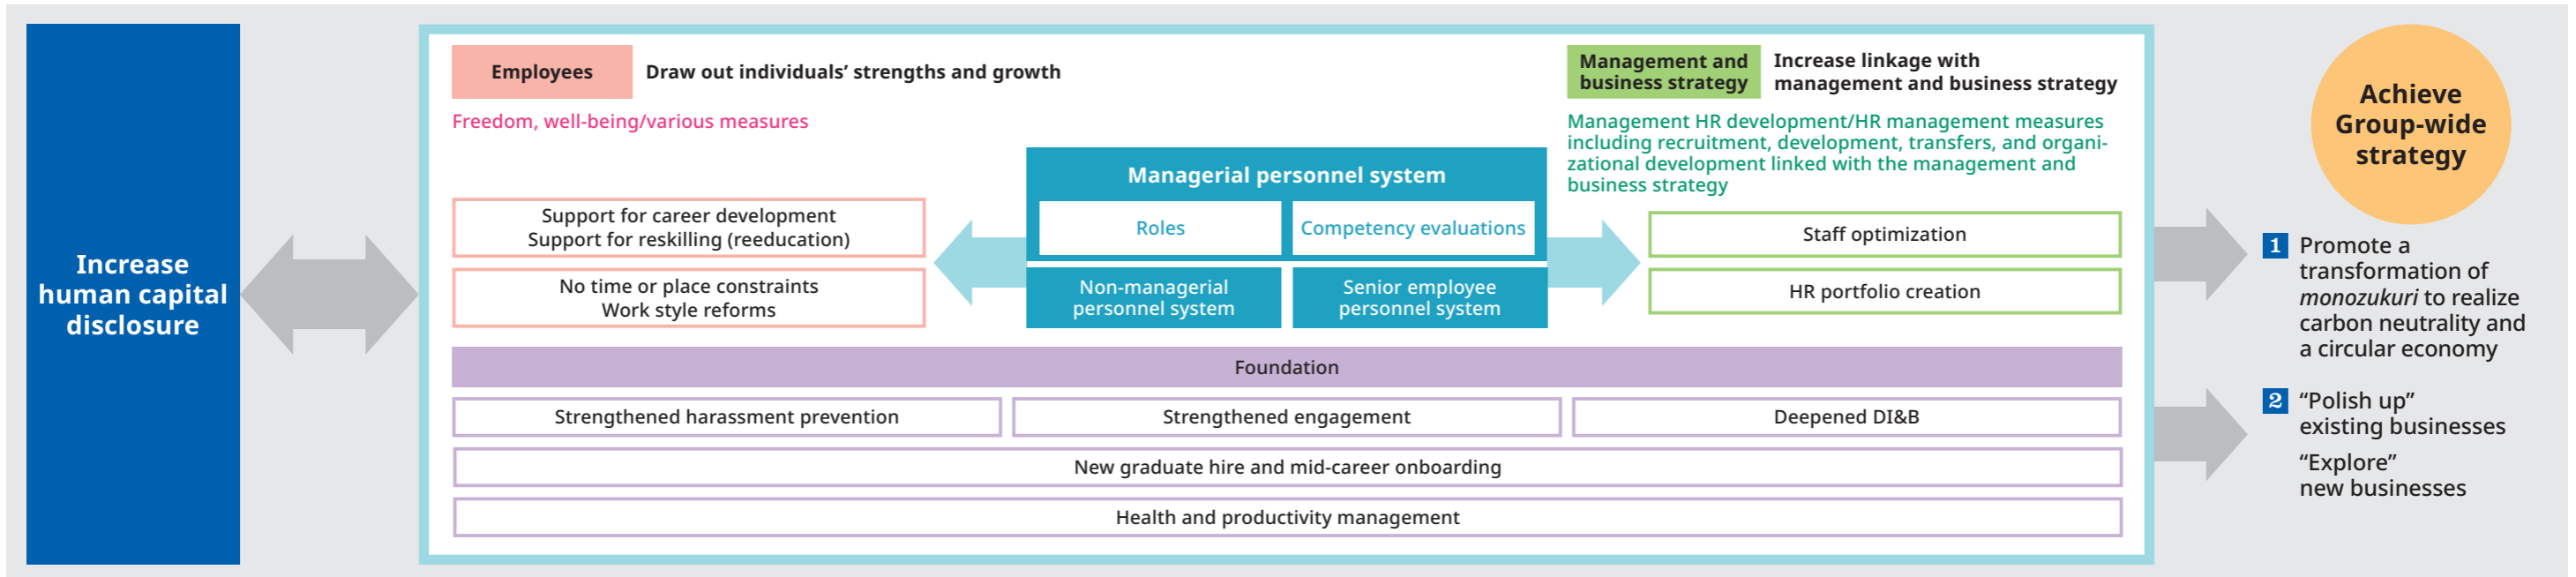 Increase
human capital
disclosure
Employees
Draw out individuals’ strengths and growth
Freedom, well-being/various measures
Support for career development
Support for reskilling (reeducation)
No time or place constraints
Work style reforms
Managerial personnel system
Roles
Competency evaluations
Non-managerial
personnel system
Senior employee
personnel system
Management and
business strategy
Increase linkage with
management and business strategy
Management HR development/HR management measures
including recruitment, development, transfers, and organi-
zational development linked with the management and
business strategy
Staff optimization
HR portfolio creation
Foundation
Strengthened harassment prevention
Strengthened engagement
Deepened DI&B
New graduate hire and mid-career onboarding
Health and productivity management
Achieve
Group-wide
strategy
1 Promote a
transformation of
monozukuri to realize
carbon neutrality and
a circular economy
2 “Polish up”
existing businesses
“Explore”
new businesses